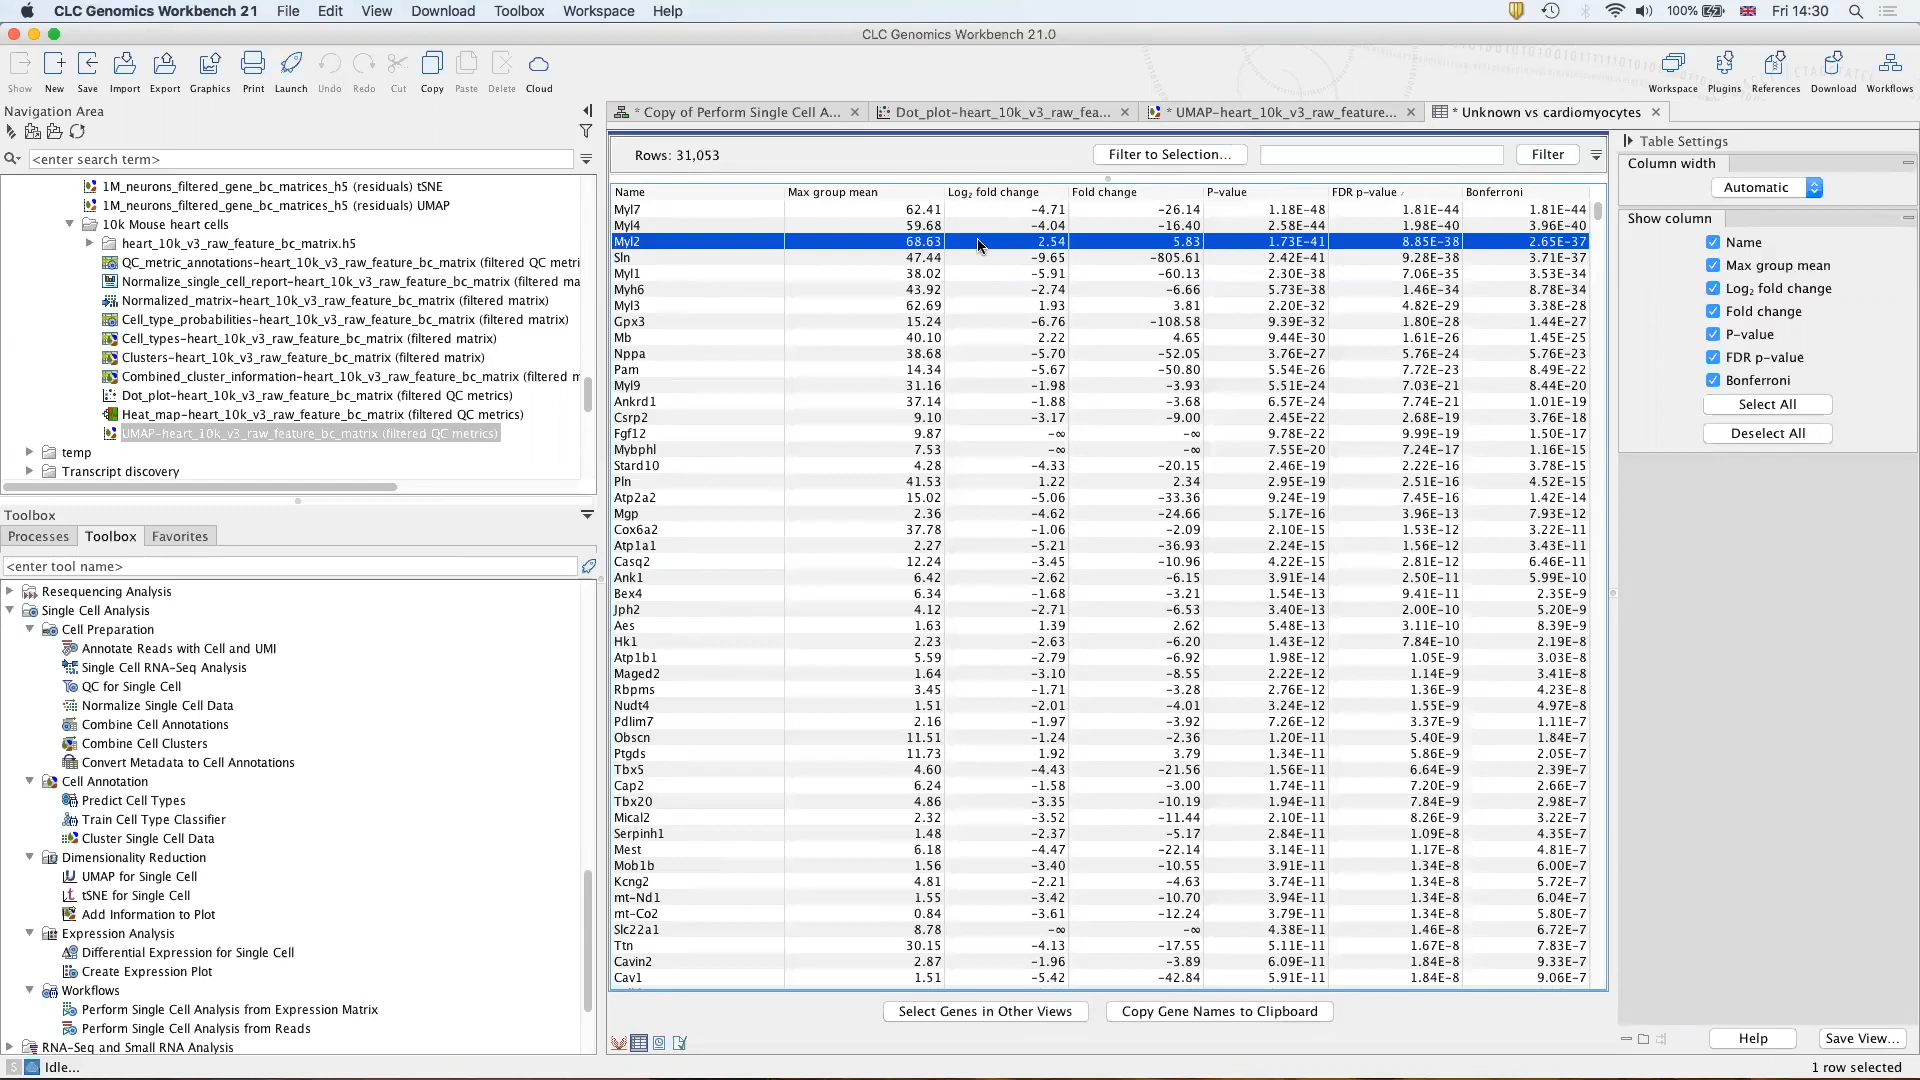 CLC Genomics Workbench 21 File Edit View Download Toolbox Workspace Help 100% Fri 14:30
CLC Genomics Workbench 21.0
Show New Save Import Export Graphics Print Launch Undo Redo Cut Copy Paste Delete Cloud Workspace Plugins References Download Workflows
Navigation Area
<enter search term>
1M_neurons_filtered_gene_bc_matrices_h5 (residuals) tSNE
1M_neurons_filtered_gene_bc_matrices_h5 (residuals) UMAP
10k Mouse heart cells
heart_10k_v3_raw_feature_bc_matrix.h5
QC_metric_annotations-heart_10k_v3_raw_feature_bc_matrix (filtered QC metri
Normalize_single_cell_report-heart_10k_v3_raw_feature_bc_matrix (filtered ma
Normalized_matrix-heart_10k_v3_raw_feature_bc_matrix (filtered matrix)
Cell_type_probabilities-heart_10k_v3_raw_feature_bc_matrix (filtered matrix)
Cell_types-heart_10k_v3_raw_feature_bc_matrix (filtered matrix)
Clusters-heart_10k_v3_raw_feature_bc_matrix (filtered matrix)
Combined_cluster_information-heart_10k_v3_raw_feature_bc_matrix (filtered m
Dot_plot-heart_10k_v3_raw_feature_bc_matrix (filtered QC metrics)
Heat_map-heart_10k_v3_raw_feature_bc_matrix (filtered QC metrics)
UMAP-heart_10k_v3_raw_feature_bc_matrix (filtered QC metrics)
temp
Transcript discovery
Toolbox
Processes Toolbox Favorites
<enter tool name>
Resequencing Analysis
Single Cell Analysis
Cell Preparation
Annotate Reads with Cell and UMI
Single Cell RNA-Seq Analysis
QC for Single Cell
Normalize Single Cell Data
Combine Cell Annotations
Combine Cell Clusters
Convert Metadata to Cell Annotations
Cell Annotation
Predict Cell Types
Train Cell Type Classifier
Cluster Single Cell Data
Dimensionality Reduction
UMAP for Single Cell
tSNE for Single Cell
Add Information to Plot
Expression Analysis
Differential Expression for Single Cell
Create Expression Plot
Workflows
Perform Single Cell Analysis from Expression Matrix
Perform Single Cell Analysis from Reads
RNA-Seq and Small RNA Analysis
Idle...
* Copy of Perform Single Cell A... Dot_plot-heart_10k_v3_raw_fea... * UMAP-heart_10k_v3_raw_feature... * Unknown vs cardiomyocytes
Rows: 31,053 Filter to Selection... Filter
Name Max group mean Log₂ fold change Fold change P-value FDR p-value Bonferroni
Myl7 62.41 -4.71 -26.14 1.18E-48 1.81E-44 1.81E-44
Myl4 59.68 -4.04 -16.40 2.58E-44 1.98E-40 3.96E-40
Myl2 68.63 2.54 5.83 1.73E-41 8.85E-38 2.65E-37
Sln 47.44 -9.65 -805.61 2.42E-41 9.28E-38 3.71E-37
Myl1 38.02 -5.91 -60.13 2.30E-38 7.06E-35 3.53E-34
Myh6 43.92 -2.74 -6.66 5.73E-38 1.46E-34 8.78E-34
Myl3 62.69 1.93 3.81 2.20E-32 4.82E-29 3.38E-28
Gpx3 15.24 -6.76 -108.58 9.39E-32 1.80E-28 1.44E-27
Mb 40.10 2.22 4.65 9.44E-30 1.61E-26 1.45E-25
Nppa 38.68 -5.70 -52.05 3.76E-27 5.76E-24 5.76E-23
Pam 14.34 -5.67 -50.80 5.54E-26 7.72E-23 8.49E-22
Myl9 31.16 -1.98 -3.93 5.51E-24 7.03E-21 8.44E-20
Ankrd1 37.14 -1.88 -3.68 6.57E-24 7.74E-21 1.01E-19
Csrp2 9.10 -3.17 -9.00 2.45E-22 2.68E-19 3.76E-18
Fgf12 9.87 -∞ -∞ 9.78E-22 9.99E-19 1.50E-17
Mybphl 7.53 -∞ -∞ 7.55E-20 7.24E-17 1.16E-15
Stard10 4.28 -4.33 -20.15 2.46E-19 2.22E-16 3.78E-15
Pln 41.53 1.22 2.34 2.95E-19 2.51E-16 4.52E-15
Atp2a2 15.02 -5.06 -33.36 9.24E-19 7.45E-16 1.42E-14
Mgp 2.36 -4.62 -24.66 5.17E-16 3.96E-13 7.93E-12
Cox6a2 37.78 -1.06 -2.09 2.10E-15 1.53E-12 3.22E-11
Atp1a1 2.27 -5.21 -36.93 2.24E-15 1.56E-12 3.43E-11
Casq2 12.24 -3.45 -10.96 4.22E-15 2.81E-12 6.46E-11
Ank1 6.42 -2.62 -6.15 3.91E-14 2.50E-11 5.99E-10
Bex4 6.34 -1.68 -3.21 1.54E-13 9.41E-11 2.35E-9
Jph2 4.12 -2.71 -6.53 3.40E-13 2.00E-10 5.20E-9
Aes 1.63 1.39 2.62 5.48E-13 3.11E-10 8.39E-9
Hk1 2.23 -2.63 -6.20 1.43E-12 7.84E-10 2.19E-8
Atp1b1 5.59 -2.79 -6.92 1.98E-12 1.05E-9 3.03E-8
Maged2 1.64 -3.10 -8.55 2.22E-12 1.14E-9 3.41E-8
Rbpms 3.45 -1.71 -3.28 2.76E-12 1.36E-9 4.23E-8
Nudt4 1.51 -2.01 -4.01 3.24E-12 1.55E-9 4.97E-8
Pdlim7 2.16 -1.97 -3.92 7.26E-12 3.37E-9 1.11E-7
Obscn 11.51 -1.24 -2.36 1.20E-11 5.40E-9 1.84E-7
Ptgds 11.73 1.92 3.79 1.34E-11 5.86E-9 2.05E-7
Tbx5 4.60 -4.43 -21.56 1.56E-11 6.64E-9 2.39E-7
Cap2 6.24 -1.58 -3.00 1.74E-11 7.20E-9 2.66E-7
Tbx20 4.86 -3.35 -10.19 1.94E-11 7.84E-9 2.98E-7
Mical2 2.32 -3.52 -11.44 2.10E-11 8.26E-9 3.22E-7
Serpinh1 1.48 -2.37 -5.17 2.84E-11 1.09E-8 4.35E-7
Mest 6.18 -4.47 -22.14 3.14E-11 1.17E-8 4.81E-7
Mob1b 1.56 -3.40 -10.55 3.91E-11 1.34E-8 6.00E-7
Kcng2 4.81 -2.21 -4.63 3.74E-11 1.34E-8 5.72E-7
mt-Nd1 1.55 -3.42 -10.70 3.94E-11 1.34E-8 6.04E-7
mt-Co2 0.84 -3.61 -12.24 3.79E-11 1.34E-8 5.80E-7
Slc22a1 8.78 -∞ -∞ 4.38E-11 1.46E-8 6.72E-7
Ttn 30.15 -4.13 -17.55 5.11E-11 1.67E-8 7.83E-7
Cavin2 2.87 -1.96 -3.89 6.09E-11 1.84E-8 9.33E-7
Cav1 1.51 -5.42 -42.84 5.91E-11 1.84E-8 9.06E-7
Select Genes in Other Views Copy Gene Names to Clipboard
Table Settings
Column width
Automatic
Show column
Name
Max group mean
Log₂ fold change
Fold change
P-value
FDR p-value
Bonferroni
Select All
Deselect All
Help Save View...
1 row selected